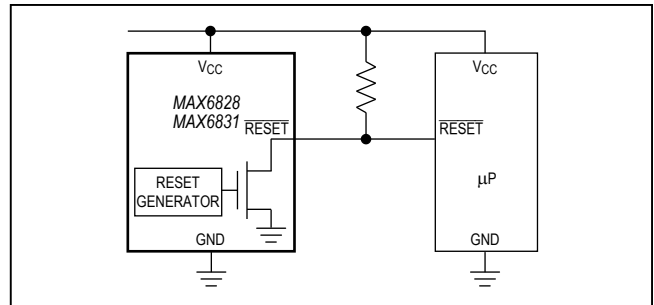 VCC
VCC
MAX6828
MAX6831
RESET
RESET
RESET
GENERATOR
µP
GND
GND